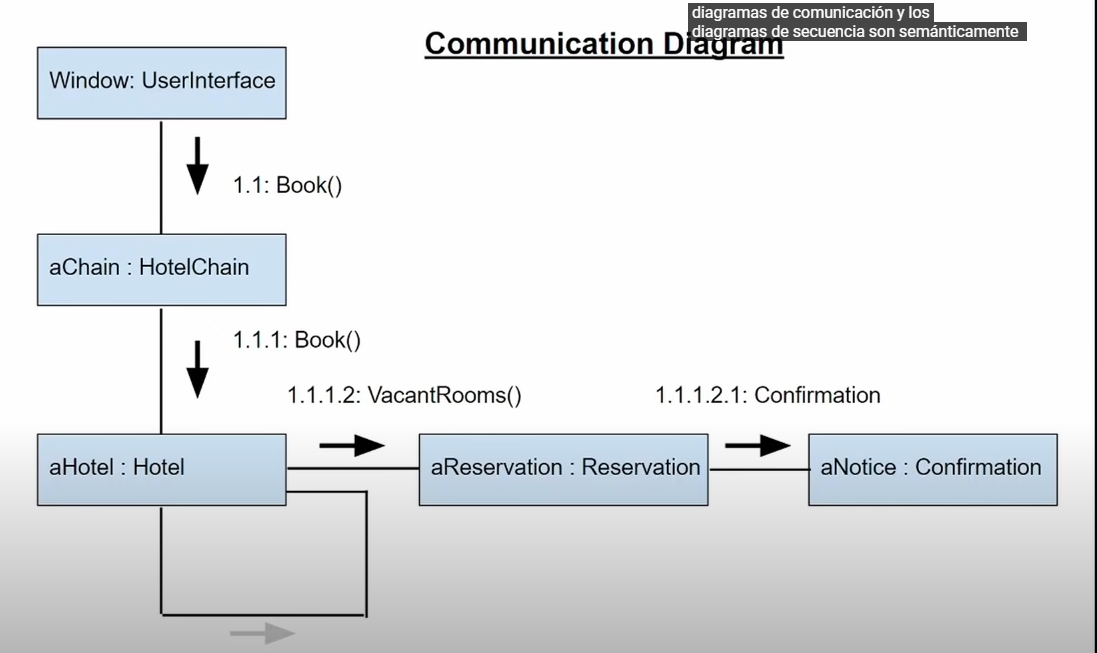 diagramas de comunicación y los
diagramas de secuencia son semánticamente
Communication Diagram
Window: UserInterface
1.1: Book()
aChain : HotelChain
1.1.1: Book()
1.1.1.2: VacantRooms()
1.1.1.2.1: Confirmation
aHotel : Hotel
aReservation : Reservation
aNotice : Confirmation